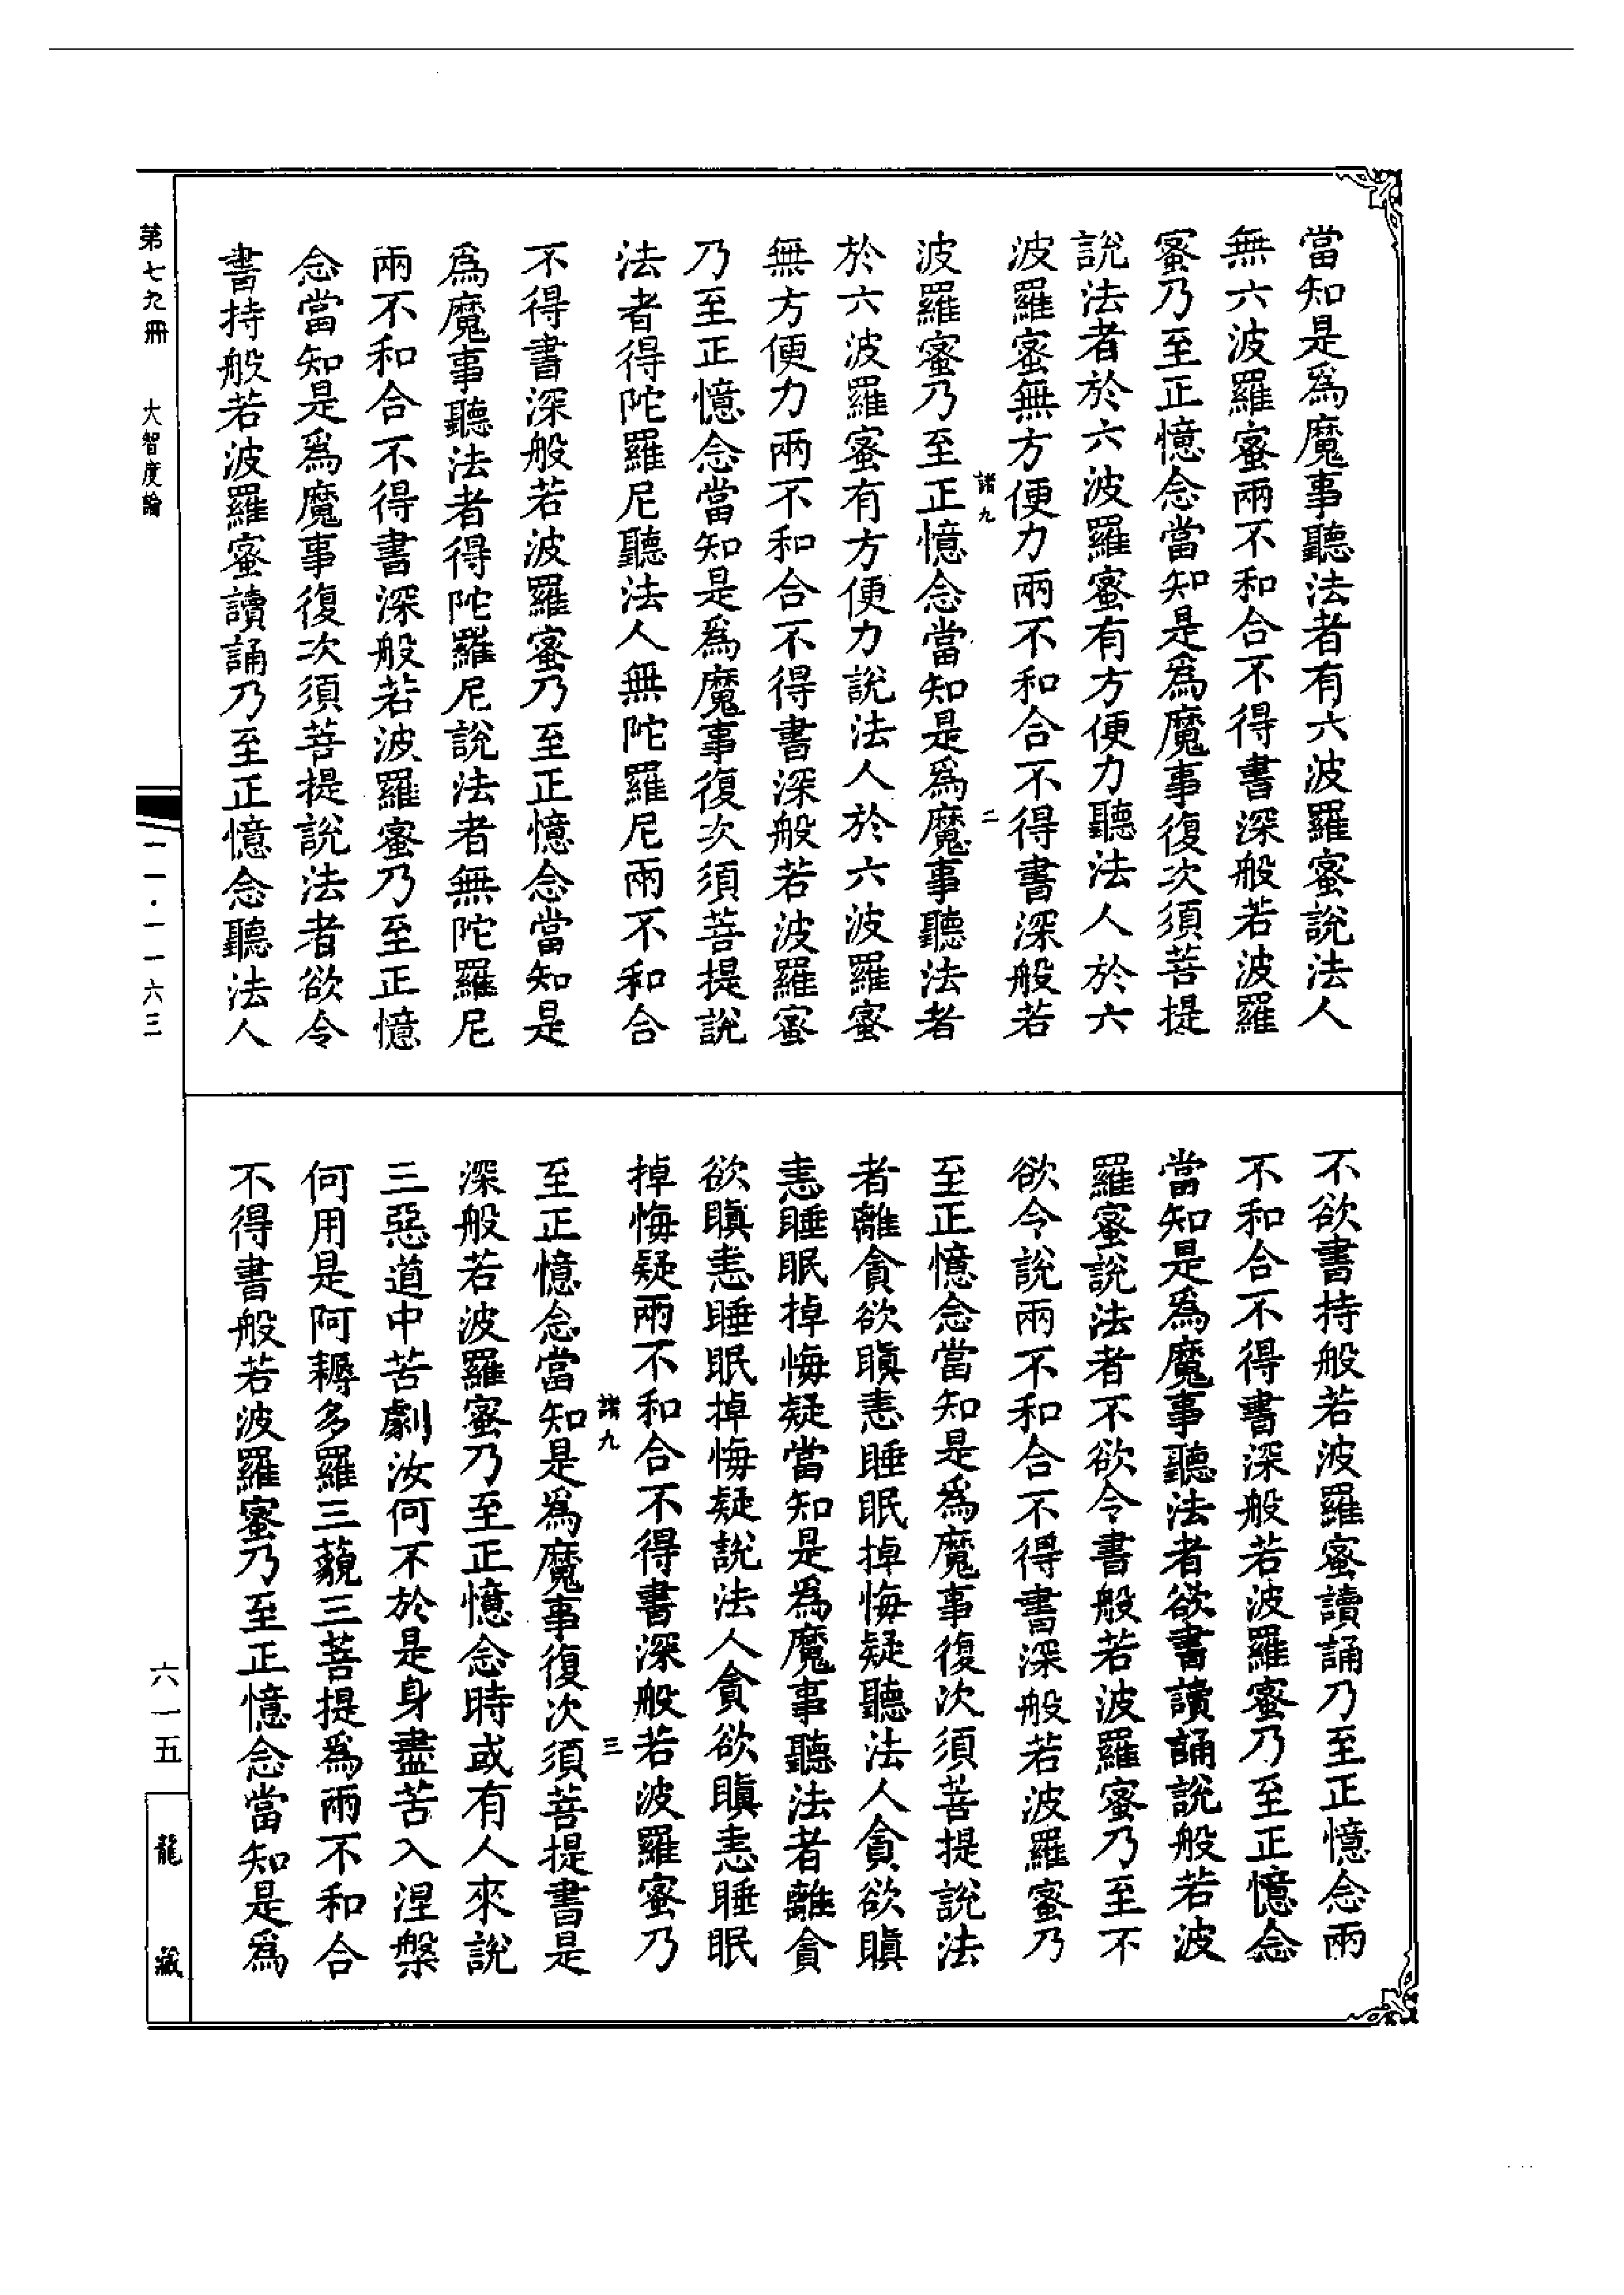 當知是爲魔事聽法者有六波羅蜜說法人
無六波羅蜜兩不和合不得書深般若波羅
蜜乃至正憶念當知是爲魔事復次須菩提
說法者於六波羅蜜有方便力聽法人於六
波羅蜜無方便力兩不和合不得書深般若
諸九
二
波羅蜜乃至正憶念當知是爲魔事聽法者
於六波羅蜜有方便力說法人於六波羅蜜
無方便力兩不和合不得書深般若波羅蜜
乃至正憶念當知是爲魔事復次須菩提說
法者得陀羅尼聽法人無陀羅尼兩不和合
不得書深般若波羅蜜乃至正憶念當知是
爲魔事聽法者得陀羅尼說法者無陀羅尼
兩不和合不得書深般若波羅蜜乃至正憶
念當知是爲魔事復次須菩提說法者欲令
書持般若波羅蜜讀誦乃至正憶念聽法人
不欲書持般若波羅蜜讀誦乃至正憶念兩
不和合不得書深般若波羅蜜乃至正憶念
當知是爲魔事聽法者欲書讀誦說般若波
羅蜜說法者不欲令書般若波羅蜜乃至不
欲令說兩不和合不得書深般若波羅蜜乃
至正憶念當知是爲魔事復次須菩提說法
者離貪欲瞋恚睡眠掉悔疑聽法人貪欲瞋
恚睡眠掉悔疑當知是爲魔事聽法者離貪
欲瞋恚睡眠掉悔疑說法人貪欲瞋恚睡眠
掉悔疑兩不和合不得書深般若波羅蜜乃
諸九
三
至正憶念當知是爲魔事復次須菩提書是
深般若波羅蜜乃至正憶念時或有人來說
三惡道中苦劇汝何不於是身盡苦入涅槃
何用是阿耨多羅三藐三菩提爲兩不和合
不得書般若波羅蜜乃至正憶念當知是爲
第七九冊
大智度論
一一·一一六三
六一五
龍藏